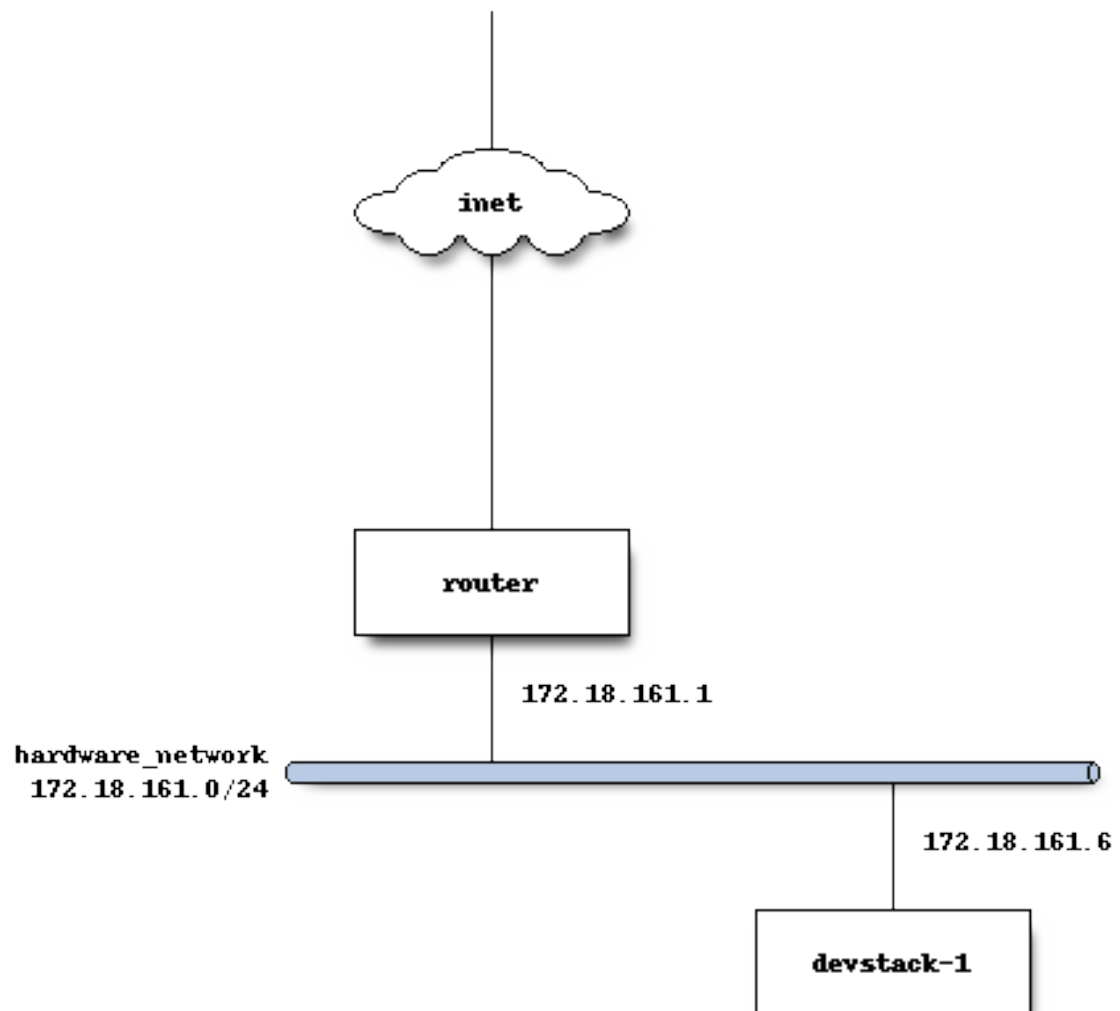 inet
router
172.18.161.1
hardware_network
172.18.161.0/24
172.18.161.6
devstack-1